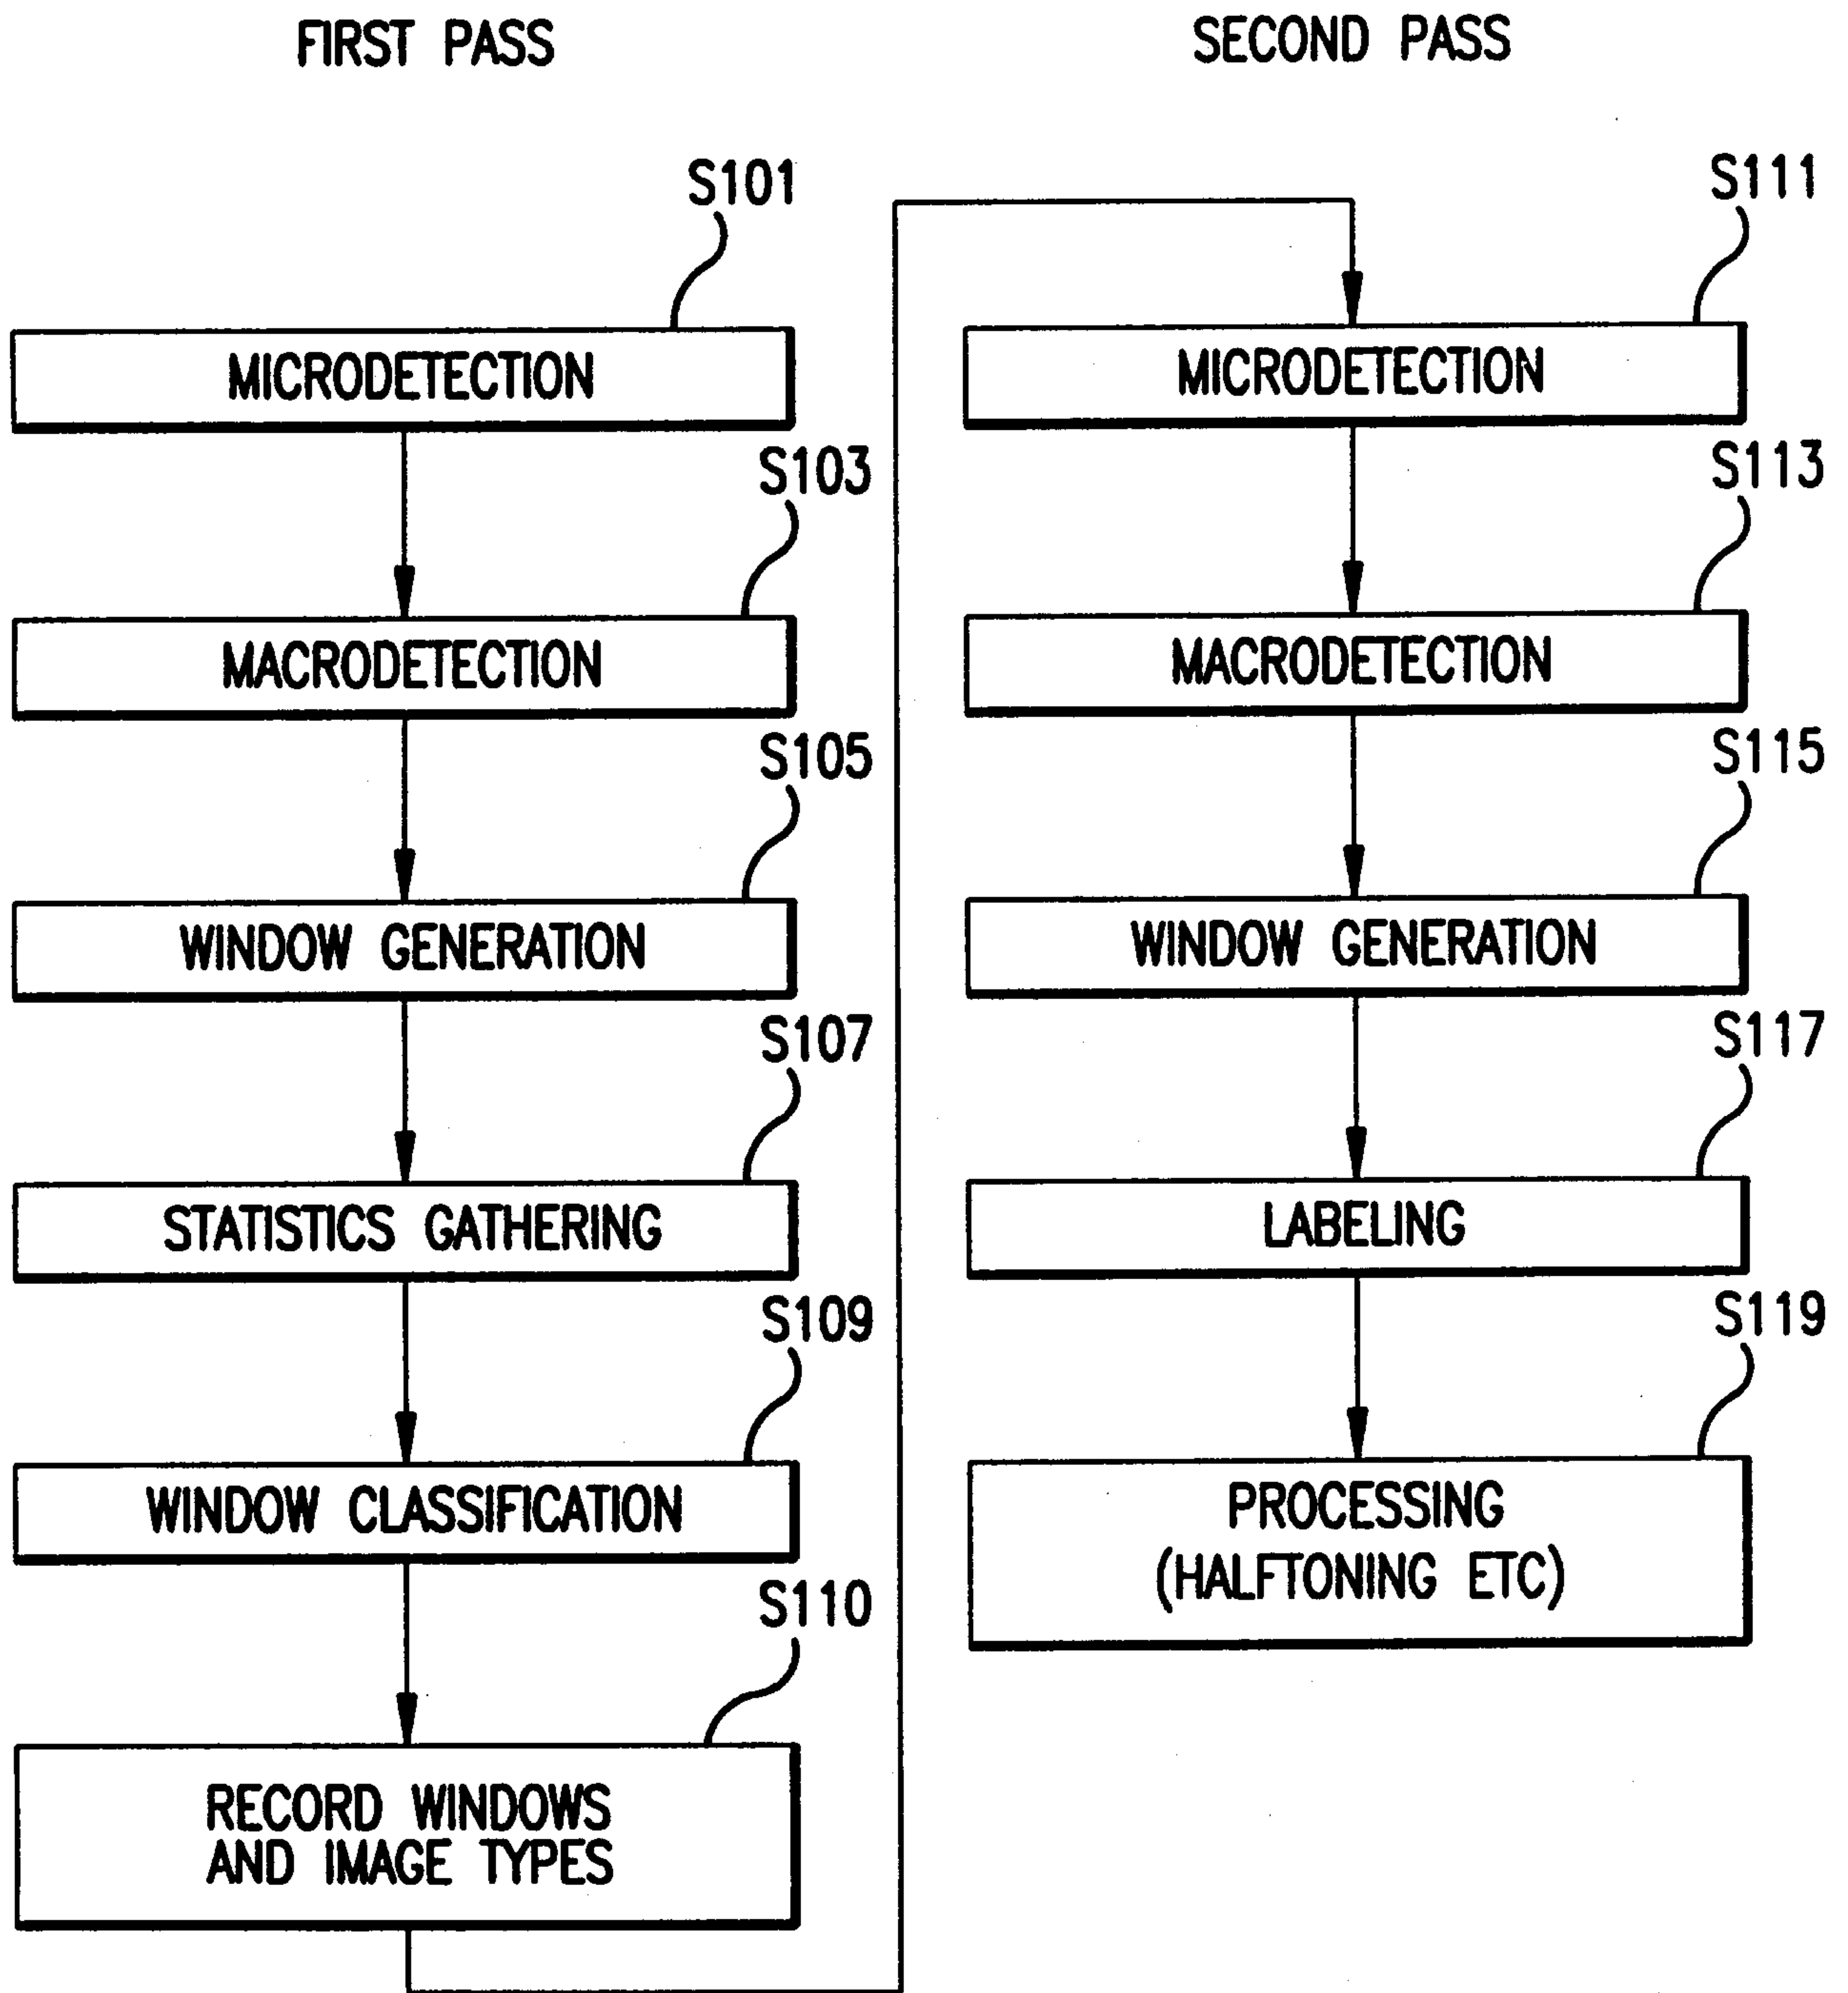 FIRST PASS
S101
MICRODETECTION
S103
MACRODETECTION
S105
WINDOW GENERATION
S107
STATISTICS GATHERING
S109
WINDOW CLASSIFICATION
S110
RECORD WINDOWS
AND IMAGE TYPES
SECOND PASS
S111
MICRODETECTION
S113
MACRODETECTION
S115
WINDOW GENERATION
S117
LABELING
S119
PROCESSING
(HALFTONING ETC)